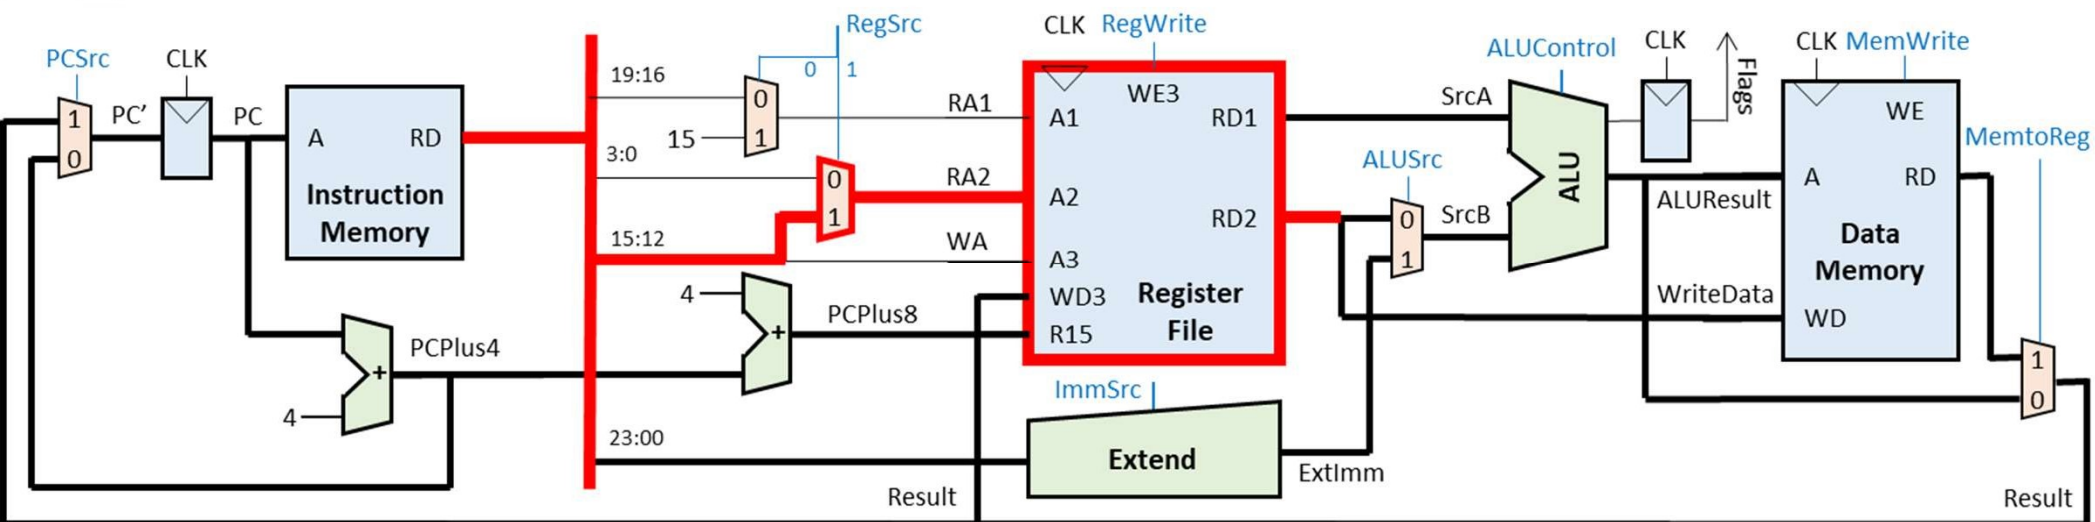 PCSrc
1
0
PC’
CLK
PC
A
RD
Instruction
Memory
4
+
PCPlus4
19:16
15
3:0
15:12
23:00
RegSrc
0
1
0
1
0
1
4
+
PCPlus8
RA1
RA2
WA
Result
CLK
RegWrite
WE3
A1
RD1
A2
RD2
A3
WD3
R15
Register
File
ImmSrc
Extend
ExtImm
ALUSrc
0
1
SrcA
SrcB
ALUControl
ALU
CLK
Flags
ALUResult
WriteData
CLK
MemWrite
WE
A
RD
Data
Memory
WD
MemtoReg
1
0
Result